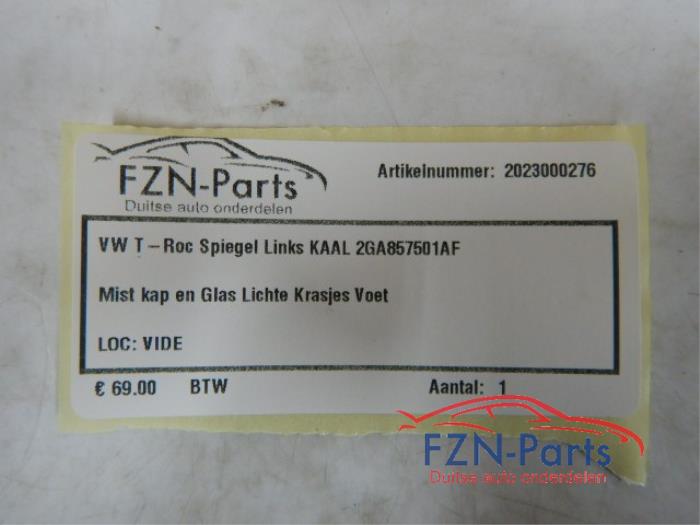 FZN-Parts
Duitse auto onderdelen
Artikelnummer: 2023000276
VW T-Roc Spiegel Links KAAL 2GA857501AF
Mist kap en Glas Lichte Krasjes Voet
LOC: VIDE
€ 69.00 BTW Aantal: 1
FZN-Parts
Duitse auto onderdelen